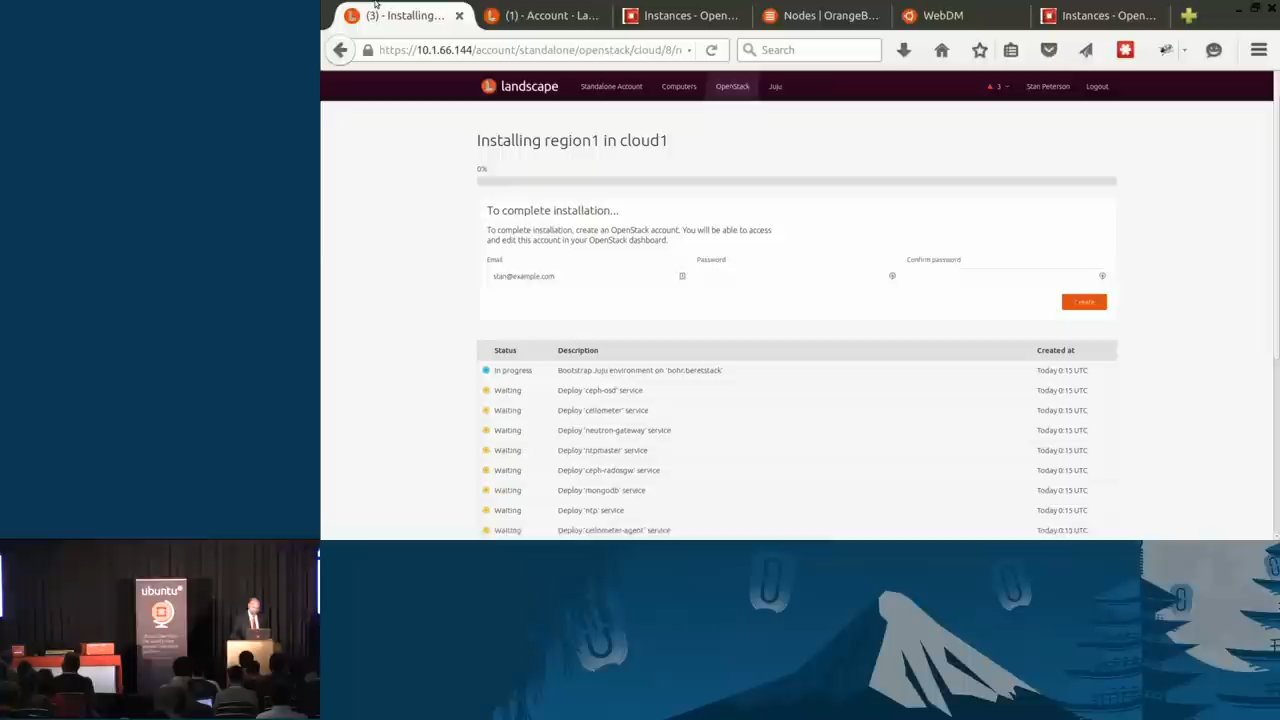 (3) - Installing...
(1) - Account - La...
Instances - Open...
Nodes | OrangeB...
WebDM
Instances - Open...
https://10.1.66.144/account/standalone/openstack/cloud/8/n
Search
landscape
Standalone Account
Computers
OpenStack
Juju
3
Stan Peterson
Logout
Installing region1 in cloud1
0%
To complete installation...
To complete installation, create an OpenStack account. You will be able to access
and edit this account in your OpenStack dashboard.
Email
Password
Confirm password
stan@example.com
Create
Status Description Created at
In progress Bootstrap Juju environment on 'bohr.beretstack' Today 0:15 UTC
Waiting Deploy 'ceph-osd' service Today 0:15 UTC
Waiting Deploy 'ceilometer' service Today 0:15 UTC
Waiting Deploy 'neutron-gateway' service Today 0:15 UTC
Waiting Deploy 'ntpmaster' service Today 0:15 UTC
Waiting Deploy 'ceph-radosgw' service Today 0:15 UTC
Waiting Deploy 'mongodb' service Today 0:15 UTC
Waiting Deploy 'ntp' service Today 0:15 UTC
Waiting Deploy 'ceilometer-agent' service Today 0:15 UTC
ubuntu